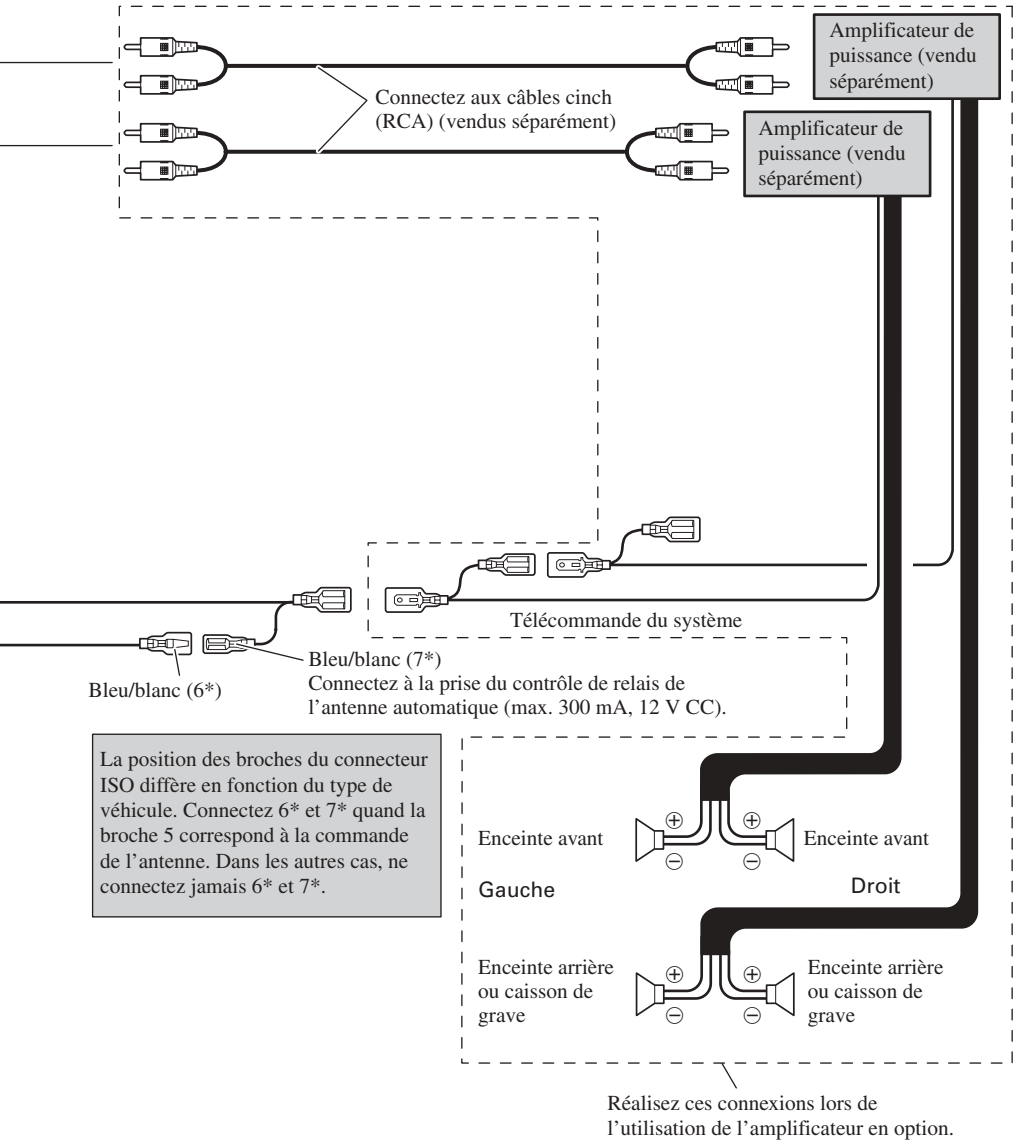 Amplificateur de
puissance (vendu
séparément)
Connectez aux câbles cinch
(RCA) (vendus séparément)
Amplificateur de
puissance (vendu
séparément)
Télécommande du système
Bleu/blanc (6*)
Bleu/blanc (7*)
Connectez à la prise du contrôle de relais de
l’antenne automatique (max. 300 mA, 12 V CC).
La position des broches du connecteur
ISO diffère en fonction du type de
véhicule. Connectez 6* et 7* quand la
broche 5 correspond à la commande
de l’antenne. Dans les autres cas, ne
connectez jamais 6* et 7*.
Enceinte avant
⊕
⊖
⊕
⊖
Enceinte avant
Gauche
Droit
Enceinte arrière
ou caisson de
grave
⊕
⊖
⊕
⊖
Enceinte arrière
ou caisson de
grave
Réalisez ces connexions lors de
l’utilisation de l’amplificateur en option.